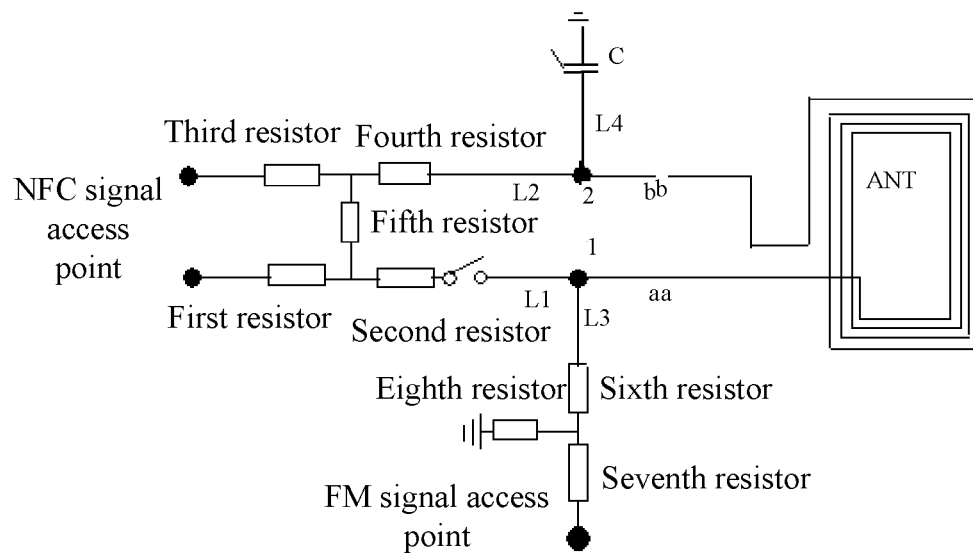 C
L4
Third resistor
Fourth resistor
NFC signal
access
point
L2
2
bb
ANT
Fifth resistor
1
First resistor
Second resistor
L1
L3
aa
Eighth resistor
Sixth resistor
Seventh resistor
FM signal access
point